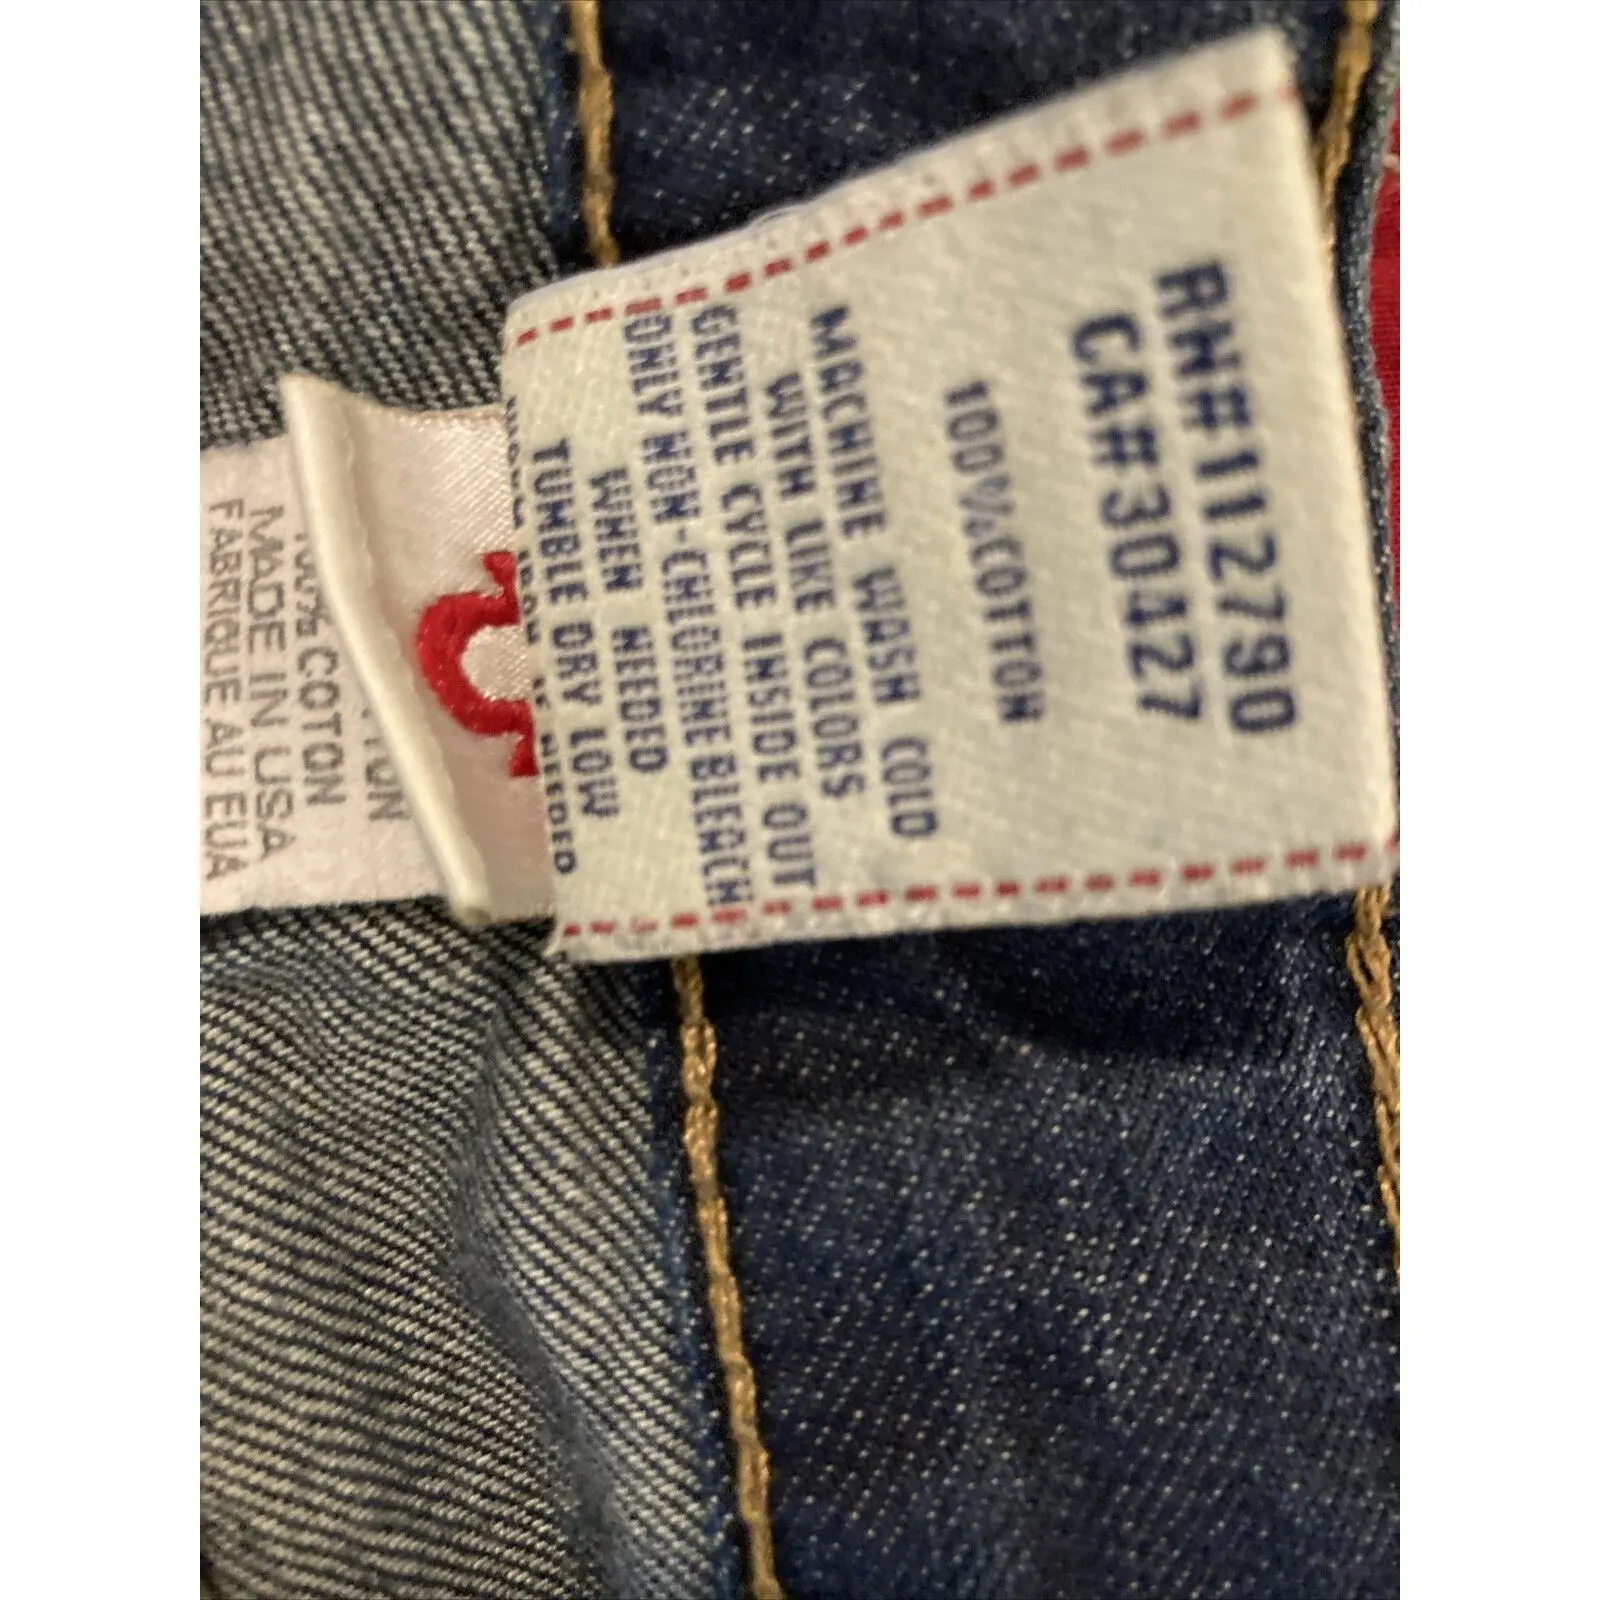 RN#112790
CA#30427
100%COTTON
MACHINE WASH COLD
WITH LIKE COLORS
GENTLE CYCLE INSIDE OUT
ONLY NON-CHLORINE BLEACH
WHEN NEEDED
TUMBLE DRY LOW
NEEDED
COTON
MADE IN USA
FABRIQUE AU EUA